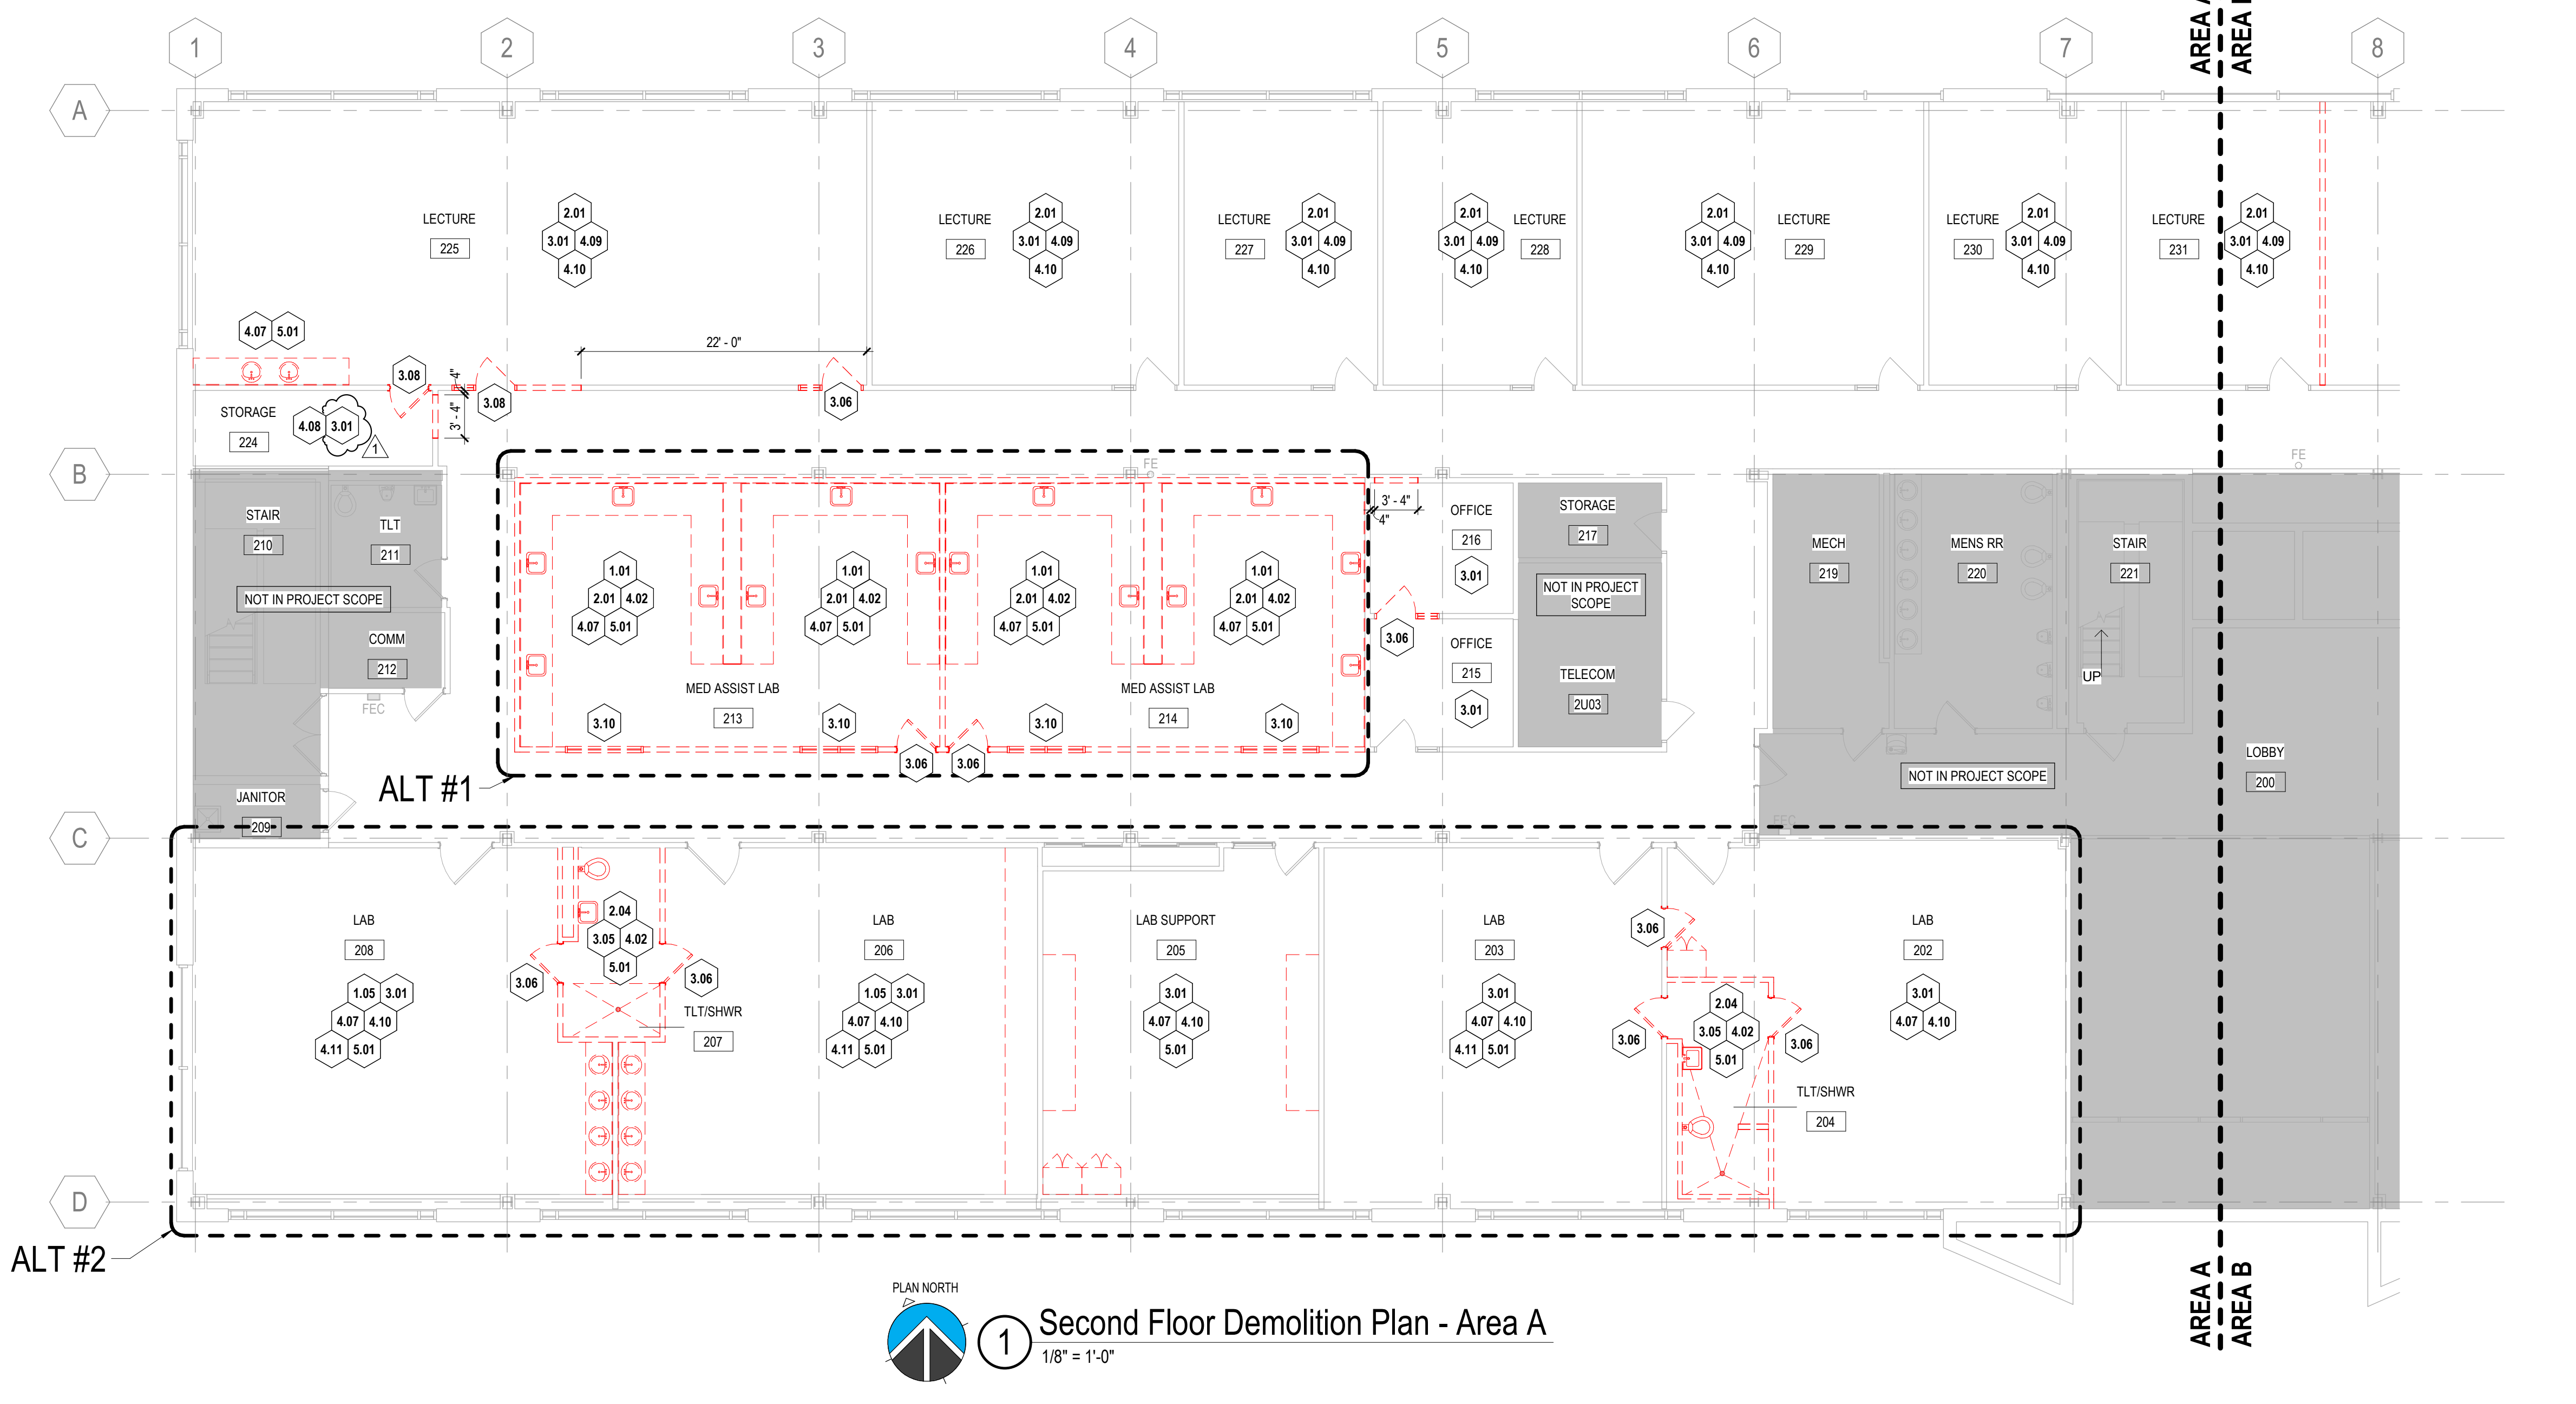 1 2 3 4 5 6 7 8
AREA A
AREA
A
LECTURE
225
2.01
3.01 4.09
4.10
LECTURE
226
2.01
3.01 4.09
4.10
LECTURE
227
2.01
3.01 4.09
4.10
2.01
3.01 4.09
4.10
LECTURE
228
2.01
3.01 4.09
4.10
LECTURE
229
LECTURE
230
2.01
3.01 4.09
4.10
LECTURE
231
2.01
3.01 4.09
4.10
4.07 5.01
22' - 0"
3.08
4"
3' - 4"
3.08
3.06
STORAGE
224
4.08 3.01
1
B
FE
FE
STAIR
210
TLT
211
NOT IN PROJECT SCOPE
COMM
212
FEC
JANITOR
209
1.01
2.01 4.02
4.07 5.01
1.01
2.01 4.02
4.07 5.01
1.01
2.01 4.02
4.07 5.01
1.01
2.01 4.02
4.07 5.01
MED ASSIST LAB
213
MED ASSIST LAB
214
3.10
3.10
3.10
3.10
3.06
3.06
ALT #1
3' - 4"
4"
OFFICE
216
3.01
3.06
OFFICE
215
3.01
STORAGE
217
NOT IN PROJECT
SCOPE
TELECOM
2U03
MECH
219
MENS RR
220
STAIR
221
UP
LOBBY
200
NOT IN PROJECT SCOPE
FEC
C
LAB
208
1.05 3.01
4.07 4.10
4.11 5.01
2.04
3.05 4.02
5.01
3.06
3.06
TLT/SHWR
207
LAB
206
1.05 3.01
4.07 4.10
4.11 5.01
LAB SUPPORT
205
3.01
4.07 4.10
5.01
LAB
203
3.01
4.07 4.10
4.11 5.01
3.06
3.06
2.04
3.05 4.02
5.01
3.06
TLT/SHWR
204
LAB
202
3.01
4.07 4.10
D
ALT #2
AREA A
AREA B
PLAN NORTH
1
Second Floor Demolition Plan - Area A
1/8" = 1'-0"